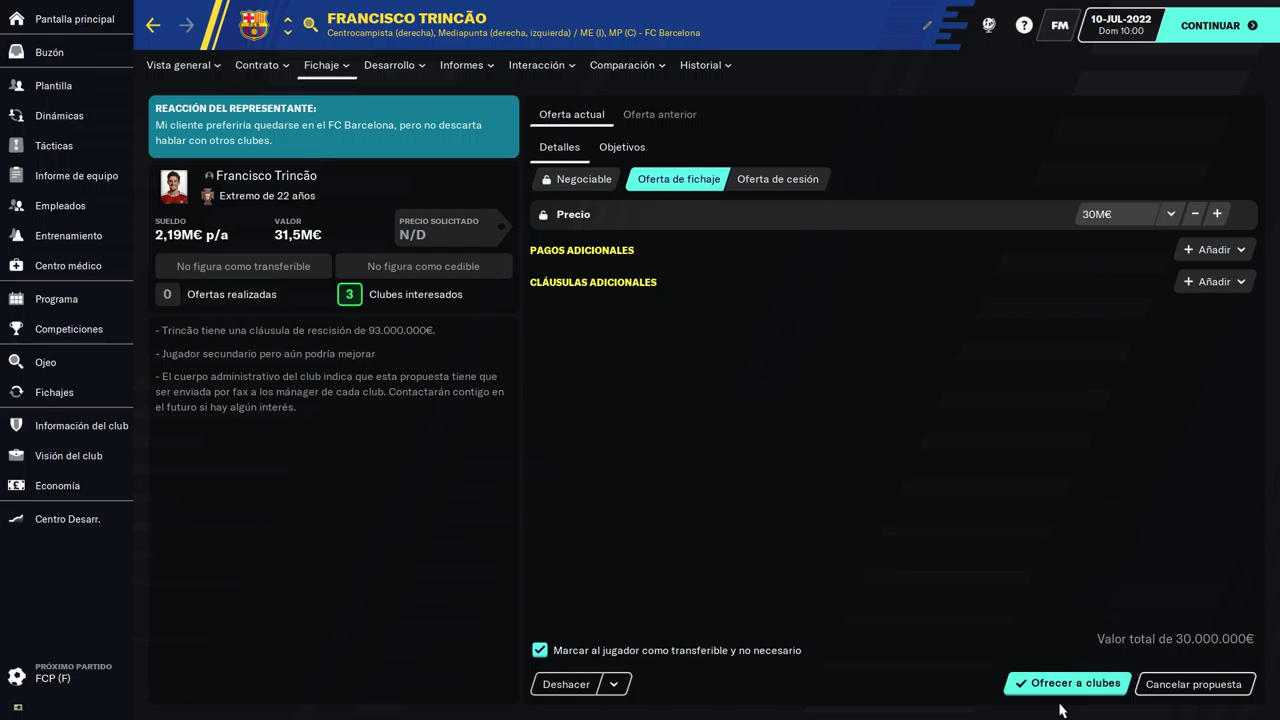 Pantalla principal
Buzón
Plantilla
Dinámicas
Tácticas
Informe de equipo
Empleados
Entrenamiento
Centro médico
Programa
Competiciones
Ojeo
Fichajes
Información del club
Visión del club
Economía
Centro Desarr.
PRÓXIMO PARTIDO
FCP (F)
FRANCISCO TRINCÃO
Centrocampista (derecha), Mediapunta (derecha, izquierda) / ME (I), MP (C) - FC Barcelona
FM
10-JUL-2022
Dom 10:00
CONTINUAR
Vista general Contrato Fichaje Desarrollo Informes Interacción Comparación Historial
REACCIÓN DEL REPRESENTANTE:
Mi cliente preferiría quedarse en el FC Barcelona, pero no descarta
hablar con otros clubes.
Francisco Trincão
Extremo de 22 años
SUELDO VALOR PRECIO SOLICITADO
2,19M€ p/a 31,5M€ N/D
No figura como transferible No figura como cedible
0 Ofertas realizadas 3 Clubes interesados
- Trincão tiene una cláusula de rescisión de 93.000.000€.
- Jugador secundario pero aún podría mejorar
- El cuerpo administrativo del club indica que esta propuesta tiene que
ser enviada por fax a los mánager de cada club. Contactarán contigo en
el futuro si hay algún interés.
Oferta actual Oferta anterior
Detalles Objetivos
Negociable Oferta de fichaje Oferta de cesión
Precio 30M€ - +
PAGOS ADICIONALES + Añadir
CLÁUSULAS ADICIONALES + Añadir
Valor total de 30.000.000€
Marcar al jugador como transferible y no necesario
Deshacer Ofrecer a clubes Cancelar propuesta